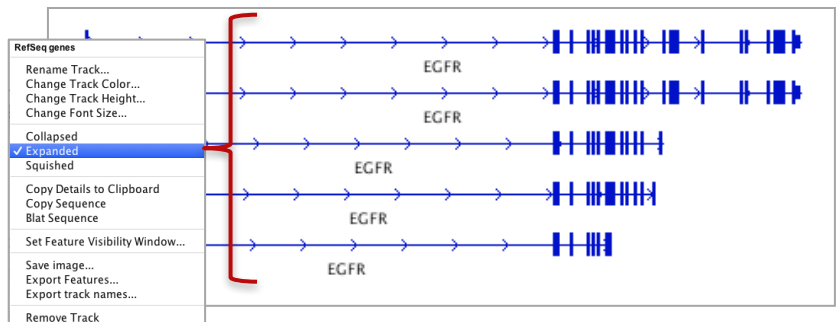 RefSeq genes
Rename Track...
Change Track Color...
Change Track Height...
Change Font Size...
Collapsed
✓ Expanded
Squished
Copy Details to Clipboard
Copy Sequence
Blat Sequence
Set Feature Visibility Window...
Save image...
Export Features...
Export track names...
Remove Track
EGFR
EGFR
EGFR
EGFR
EGFR